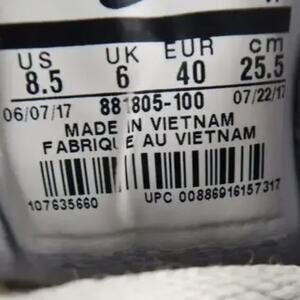 US UK EUR cm
8.5 6 40 25.5
06/07/17 881805-100 07/22/17
MADE IN VIETNAM
FABRIQUE AU VIETNAM
107635660 UPC 00886916157317